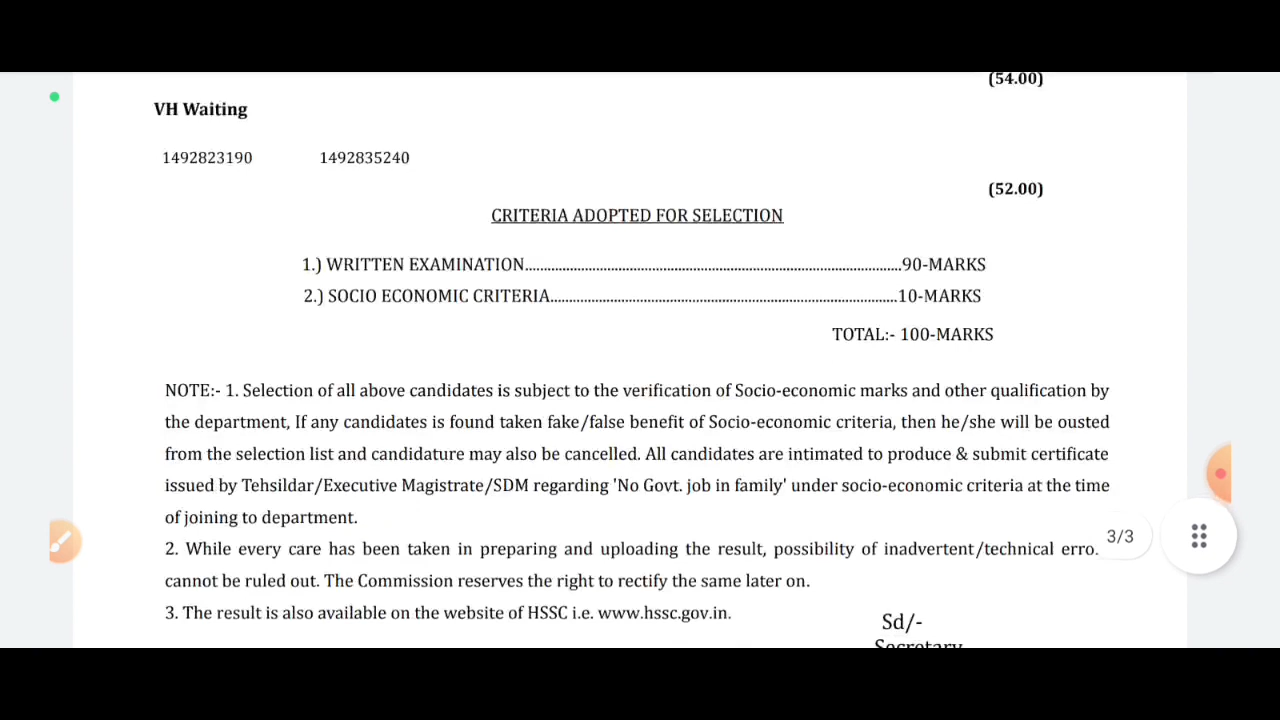 (54.00)
VH Waiting
1492823190 1492835240
(52.00)
CRITERIA ADOPTED FOR SELECTION
1.) WRITTEN EXAMINATION....................................................................................................90-MARKS
2.) SOCIO ECONOMIC CRITERIA............................................................................................10-MARKS
TOTAL:- 100-MARKS
NOTE:- 1. Selection of all above candidates is subject to the verification of Socio-economic marks and other qualification by
the department, If any candidates is found taken fake/false benefit of Socio-economic criteria, then he/she will be ousted
from the selection list and candidature may also be cancelled. All candidates are intimated to produce & submit certificate
issued by Tehsildar/Executive Magistrate/SDM regarding 'No Govt. job in family' under socio-economic criteria at the time
of joining to department.
2. While every care has been taken in preparing and uploading the result, possibility of inadvertent/technical erro
3/3
cannot be ruled out. The Commission reserves the right to rectify the same later on.
3. The result is also available on the website of HSSC i.e. www.hssc.gov.in.
Sd/-
Secretary